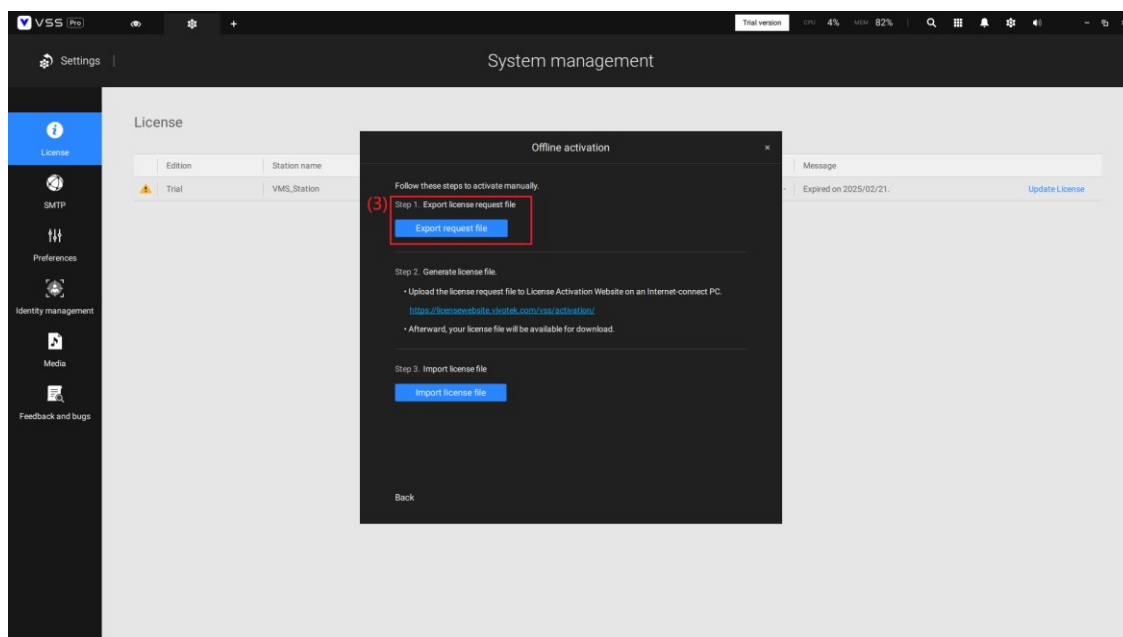 VSS Pro
+
Trial version
CPU 4% MEM 82%
Settings
System management
License
SMTP
Preferences
Identity management
Media
Feedback and bugs
License
Edition Station name Message
Trial VMS_Station - Expired on 2025/02/21. Update License
Offline activation ×
Follow these steps to activate manually.
(3) Step 1. Export license request file
Export request file
Step 2. Generate license file.
• Upload the license request file to License Activation Website on an Internet-connect PC.
https://licensewebsite.vivotek.com/vss/activation/
• Afterward, your license file will be available for download.
Step 3. Import license file
Import license file
Back